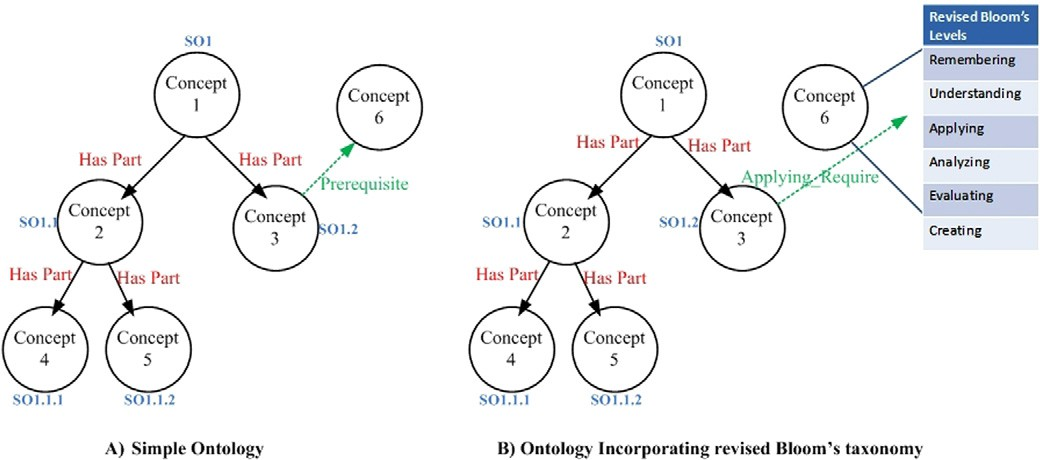 SO1
Concept
1
Concept
6
Has Part
Has Part
Prerequisite
SO1.1
Concept
2
Concept
3
SO1.2
Has Part
Has Part
Concept
4
Concept
5
SO1.1.1
SO1.1.2
A) Simple Ontology
SO1
Concept
1
Concept
6
Has Part
Has Part
Applying_Require
SO1.1
Concept
2
SO1.2
Concept
3
Has Part
Has Part
Concept
4
Concept
5
SO1.1.1
SO1.1.2
Revised Bloom's
Levels
Remembering
Understanding
Applying
Analyzing
Evaluating
Creating
B) Ontology Incorporating revised Bloom's taxonomy